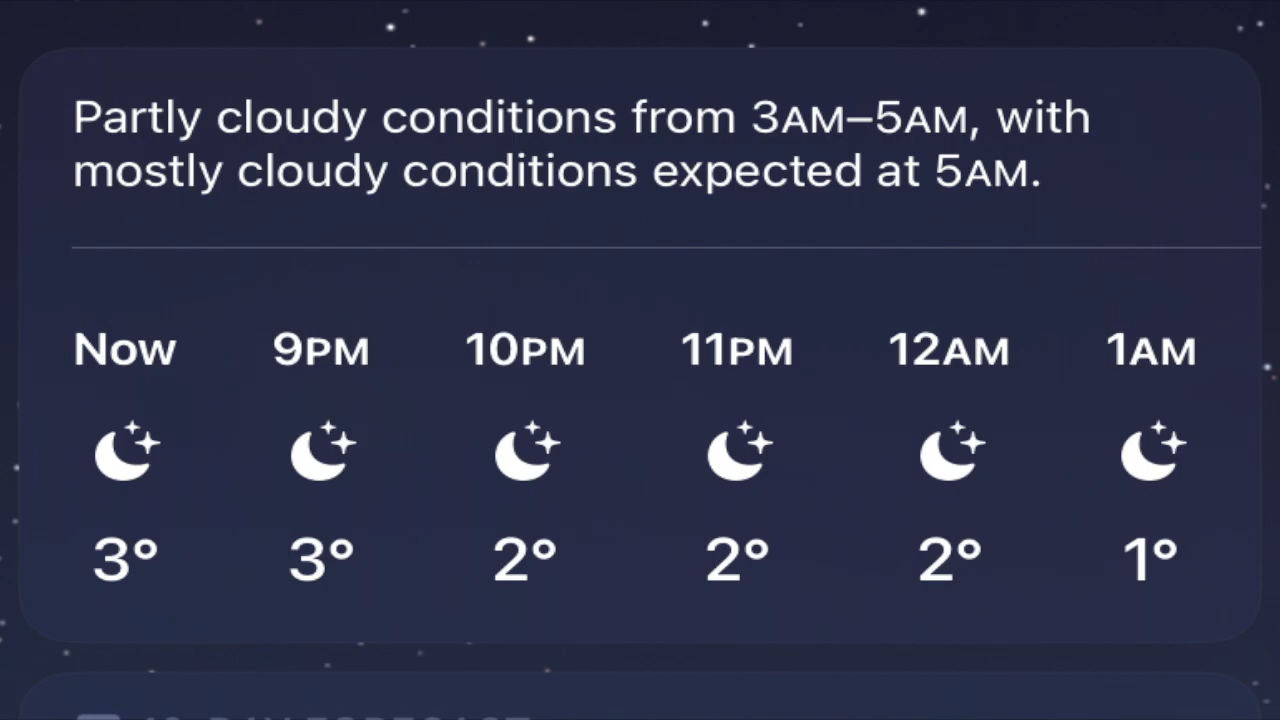 Partly cloudy conditions from 3AM–5AM, with
mostly cloudy conditions expected at 5AM.
Now 9PM 10PM 11PM 12AM 1AM
3° 3° 2° 2° 2° 1°